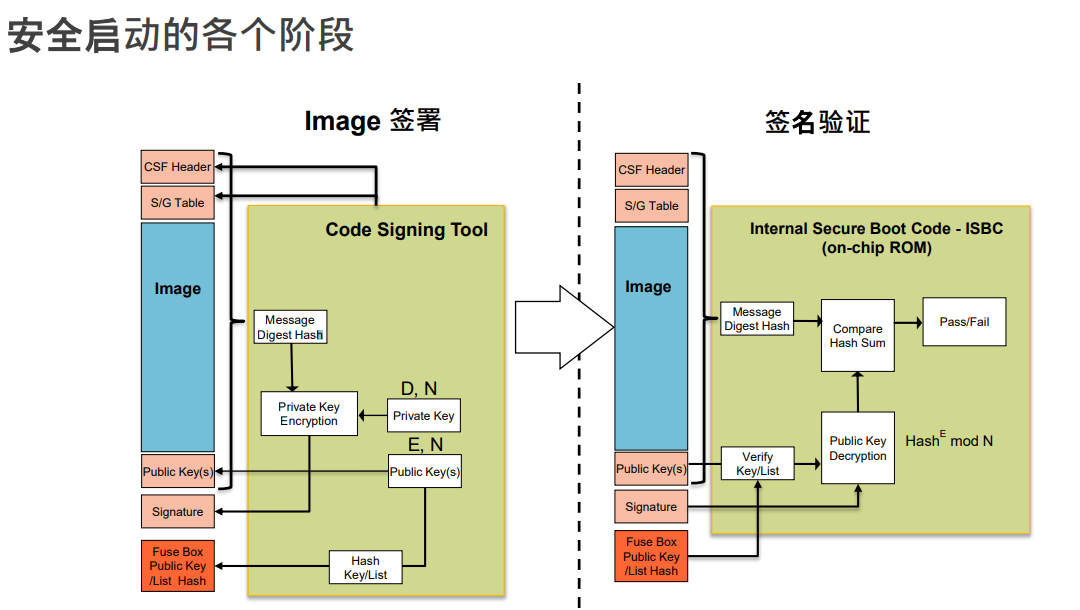 安全启动的各个阶段
Image 签署
CSF Header
S/G Table
Image
Public Key(s)
Signature
Fuse Box
Public Key
/List Hash
Code Signing Tool
Message
Digest Hash
Private Key
Encryption
D, N
Private Key
E, N
Public Key(s)
Hash
Key/List
签名验证
CSF Header
S/G Table
Image
Public Key(s)
Signature
Fuse Box
Public Key
/List Hash
Internal Secure Boot Code - ISBC
(on-chip ROM)
Message
Digest Hash
Compare
Hash Sum
Pass/Fail
Verify
Key/List
Public Key
Decryption
Hash^E mod N